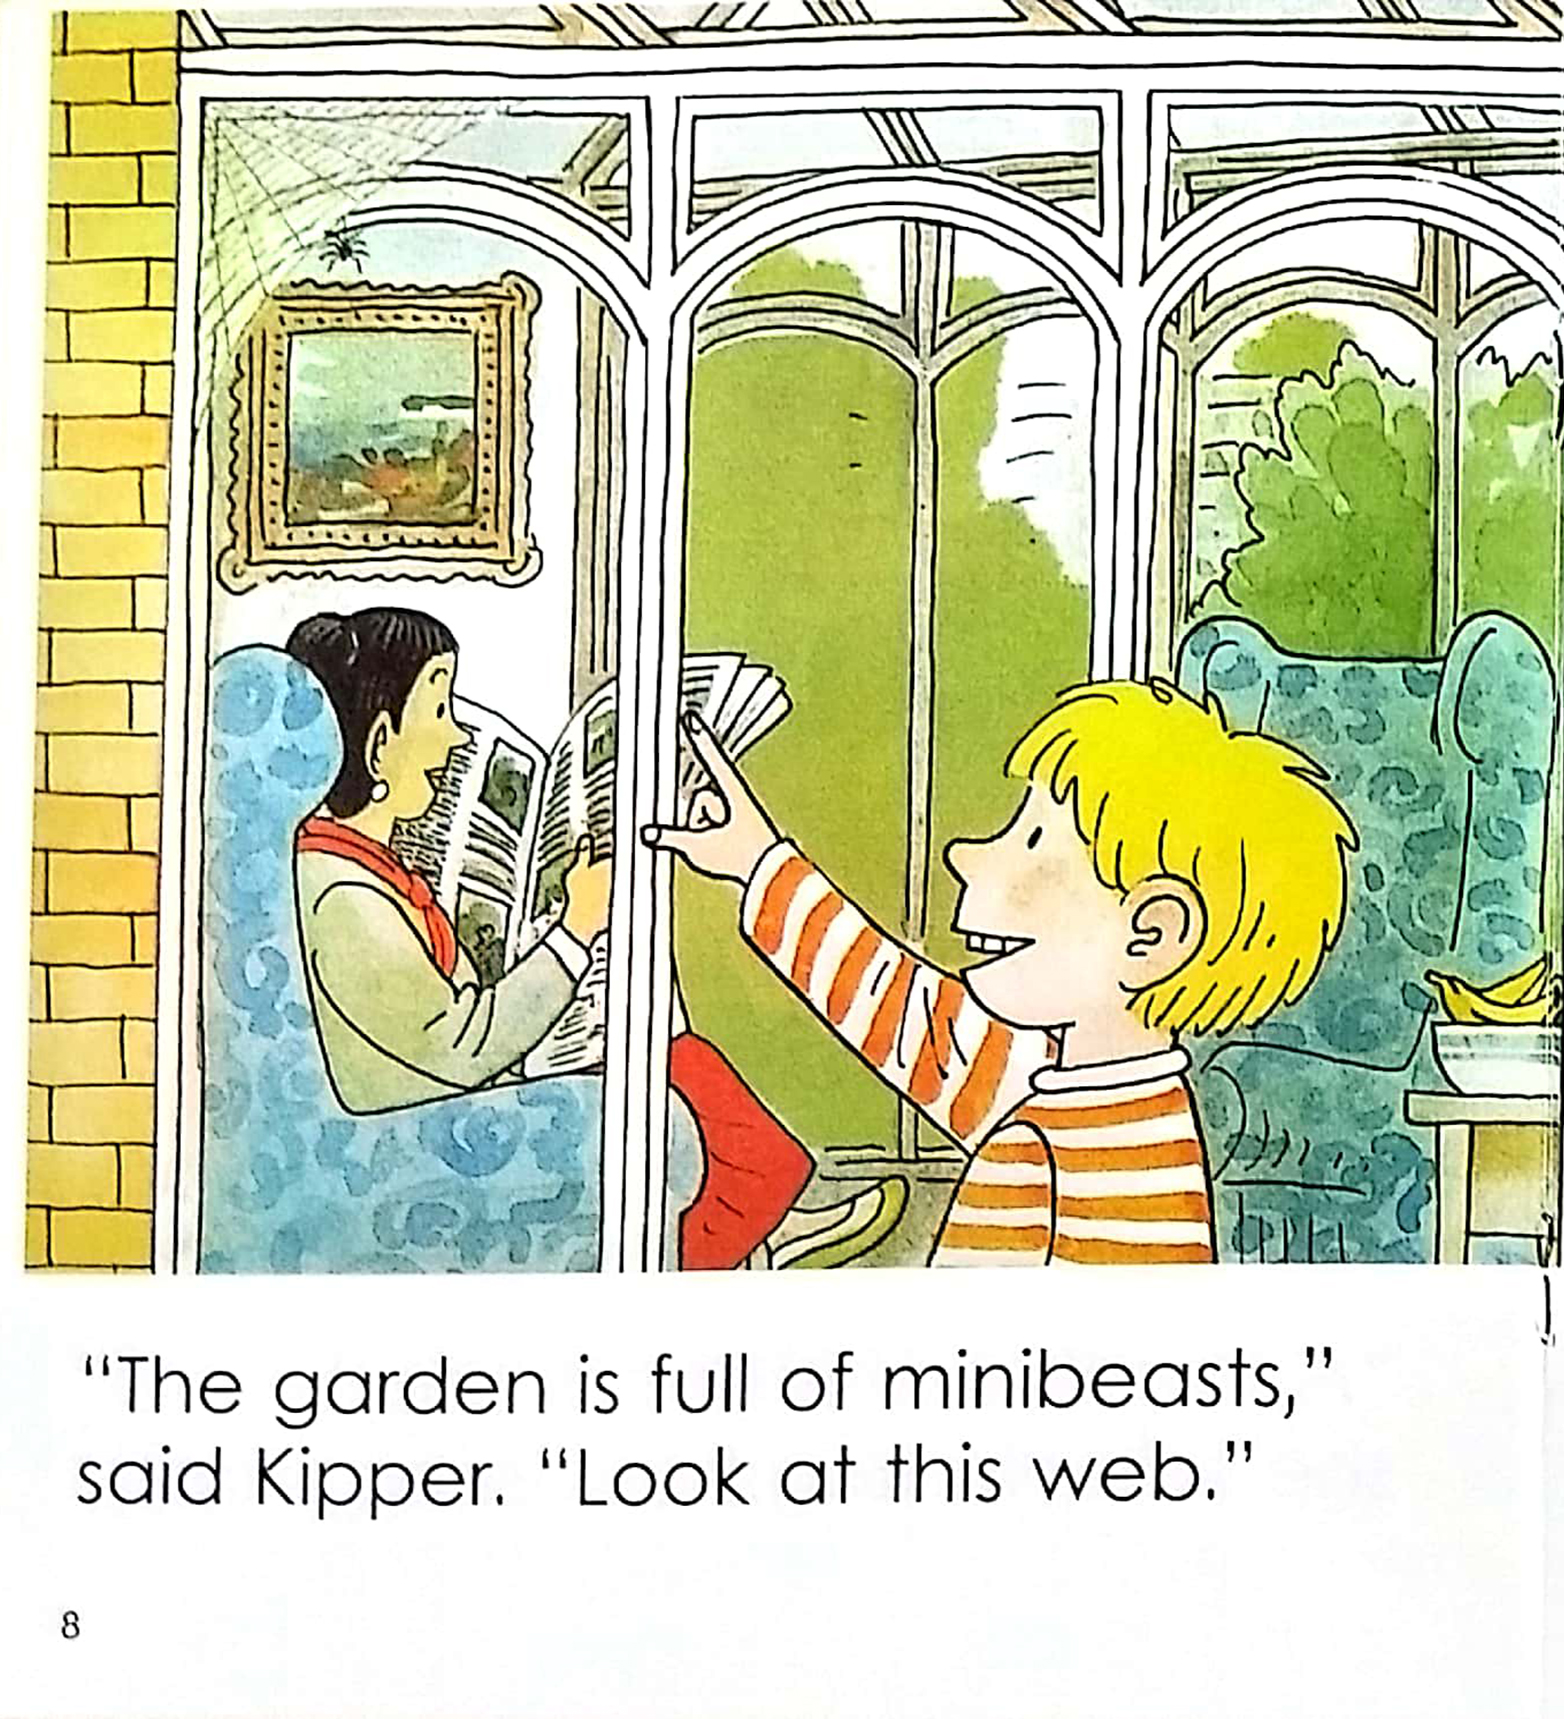 “The garden is full of minibeasts,”
said Kipper. “Look at this web.”
8